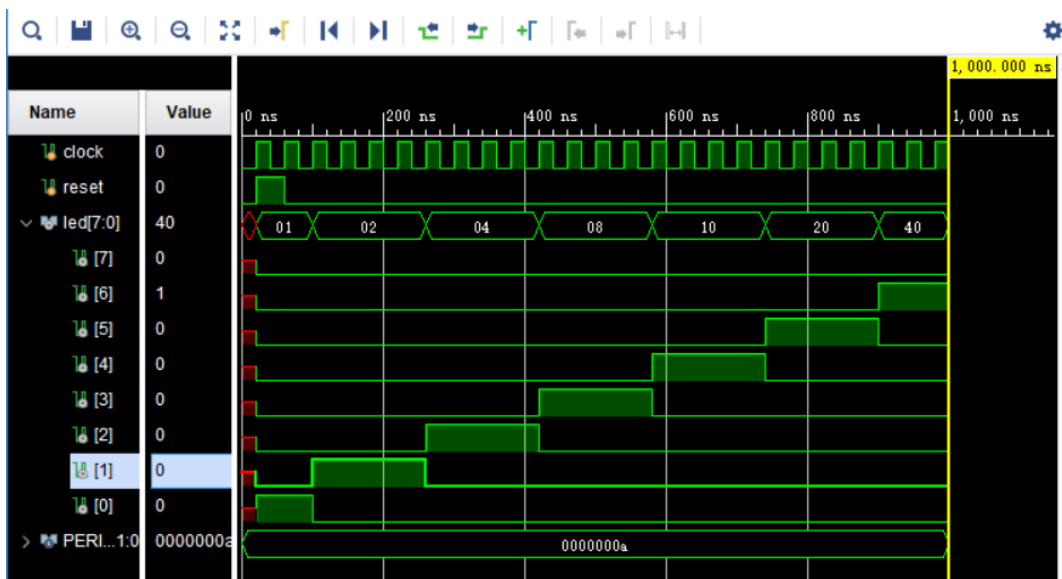 1,000.000 ns
Name Value 0 ns 200 ns 400 ns 600 ns 800 ns 1,000 ns
clock 0
reset 0
led[7:0] 40 01 02 04 08 10 20 40
[7] 0
[6] 1
[5] 0
[4] 0
[3] 0
[2] 0
[1] 0
[0] 0
PERI...1:0 0000000a 0000000a